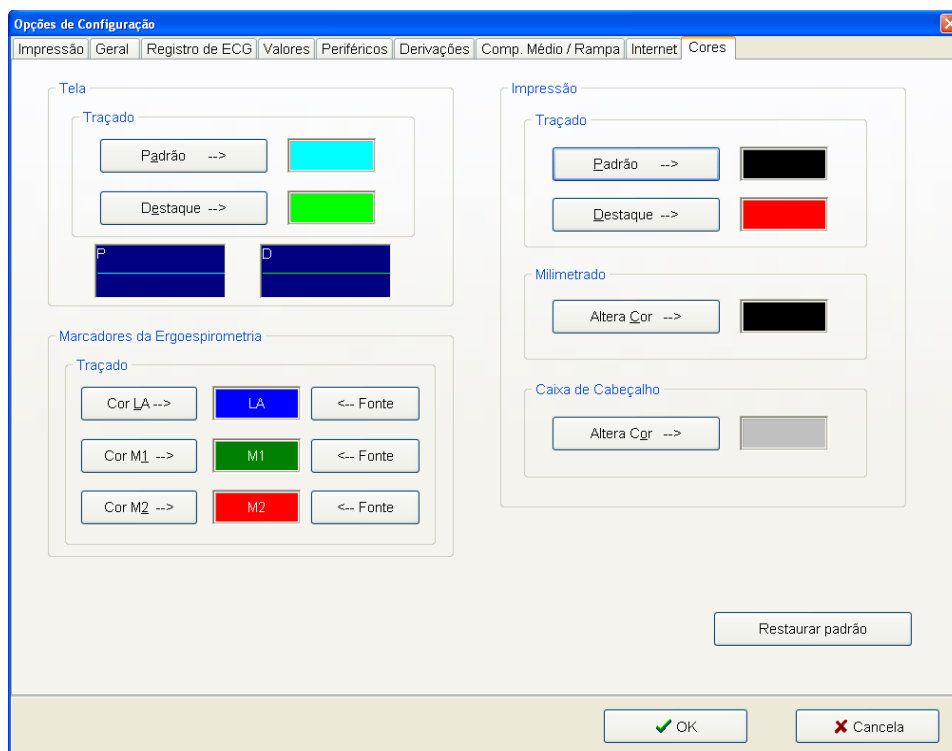 Opções de Configuração
Impressão Geral Registro de ECG Valores Periféricos Derivações Comp. Médio / Rampa Internet Cores
Tela
Traçado
Padrão -->
Destaque -->
P D
Marcadores da Ergoespirometria
Traçado
Cor LA --> LA <-- Fonte
Cor M1 --> M1 <-- Fonte
Cor M2 --> M2 <-- Fonte
Impressão
Traçado
Padrão -->
Destaque -->
Milimetrado
Altera Cor -->
Caixa de Cabeçalho
Altera Cor -->
Restaurar padrão
OK Cancela